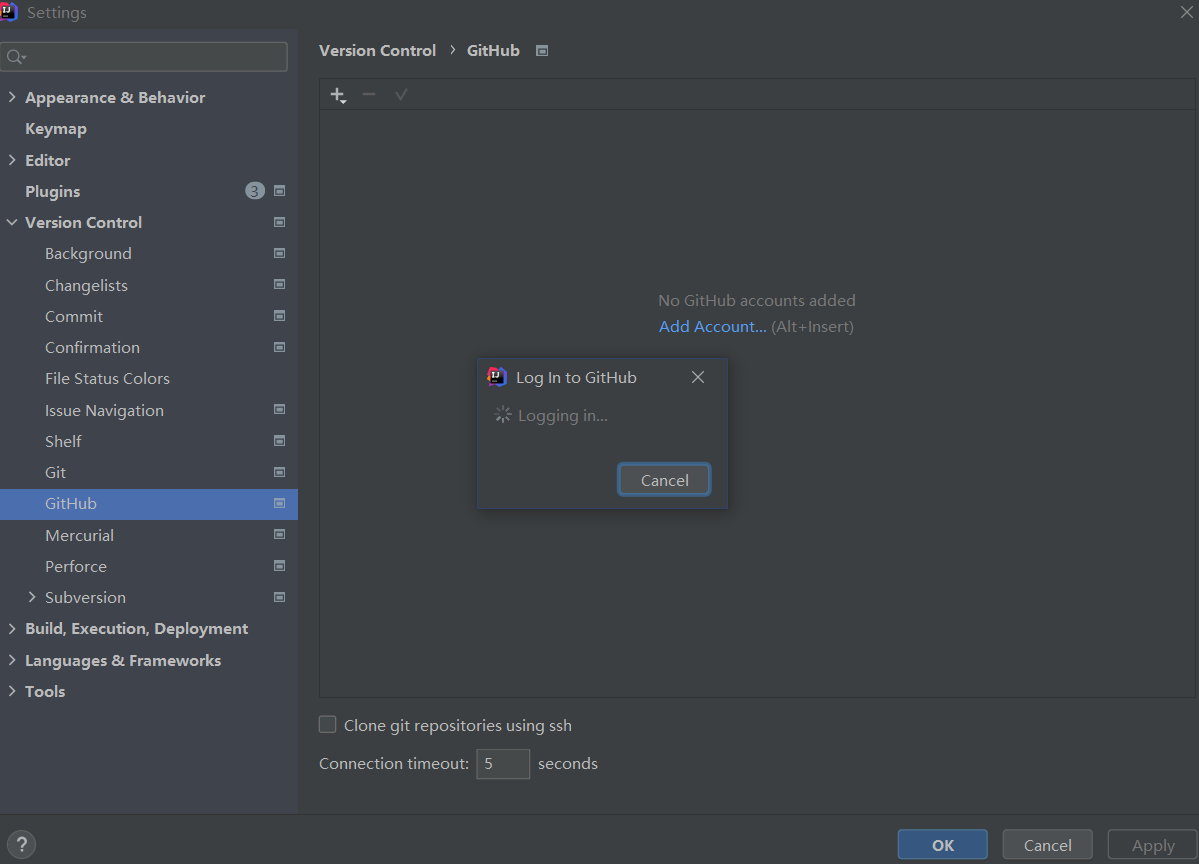 Settings
Version Control › GitHub
Appearance & Behavior
Keymap
Editor
Plugins 3
Version Control
Background
Changelists
Commit
Confirmation
File Status Colors
Issue Navigation
Shelf
Git
GitHub
Mercurial
Perforce
Subversion
Build, Execution, Deployment
Languages & Frameworks
Tools
No GitHub accounts added
Add Account... (Alt+Insert)
IJ Log In to GitHub
Logging in...
Cancel
Clone git repositories using ssh
Connection timeout: 5 seconds
? OK Cancel Apply